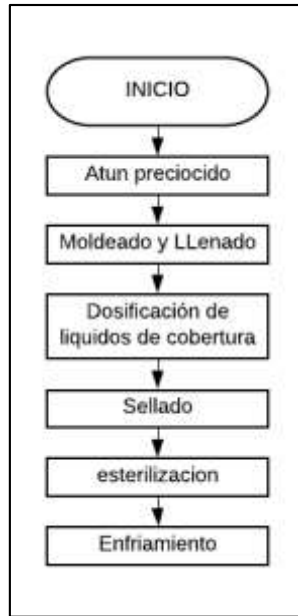 INICIO
Atun preciocido
Moldeado y LLenado
Dosificación de
liquidos de cobertura
Sellado
esterilizacion
Enfriamiento